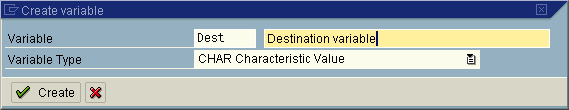 Create variable
Variable Dest Destination variable
Variable Type CHAR Characteristic Value
Create